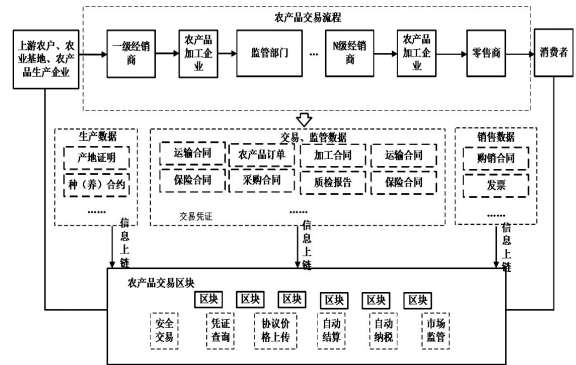 农产品交易流程
上游农户、农
业基地、农产
品生产企业
一级经销
商
农产品
加工企
业
监管部门
...
N级经销
商
农产品
加工企
业
零售商
消费者
生产数据
产地证明
种（养）合约
......
交易、监管数据
运输合同
农产品订单
加工合同
运输合同
保险合同
采购合同
质检报告
保险合同
交易凭证
......
销售数据
购销合同
发票
......
信
息
上
链
信
息
上
链
信
息
上
链
农产品交易区块
区块
区块
区块
区块
区块
区块
安全
交易
凭证
查询
协议价
格上传
自动
结算
自动
纳税
市场
监管